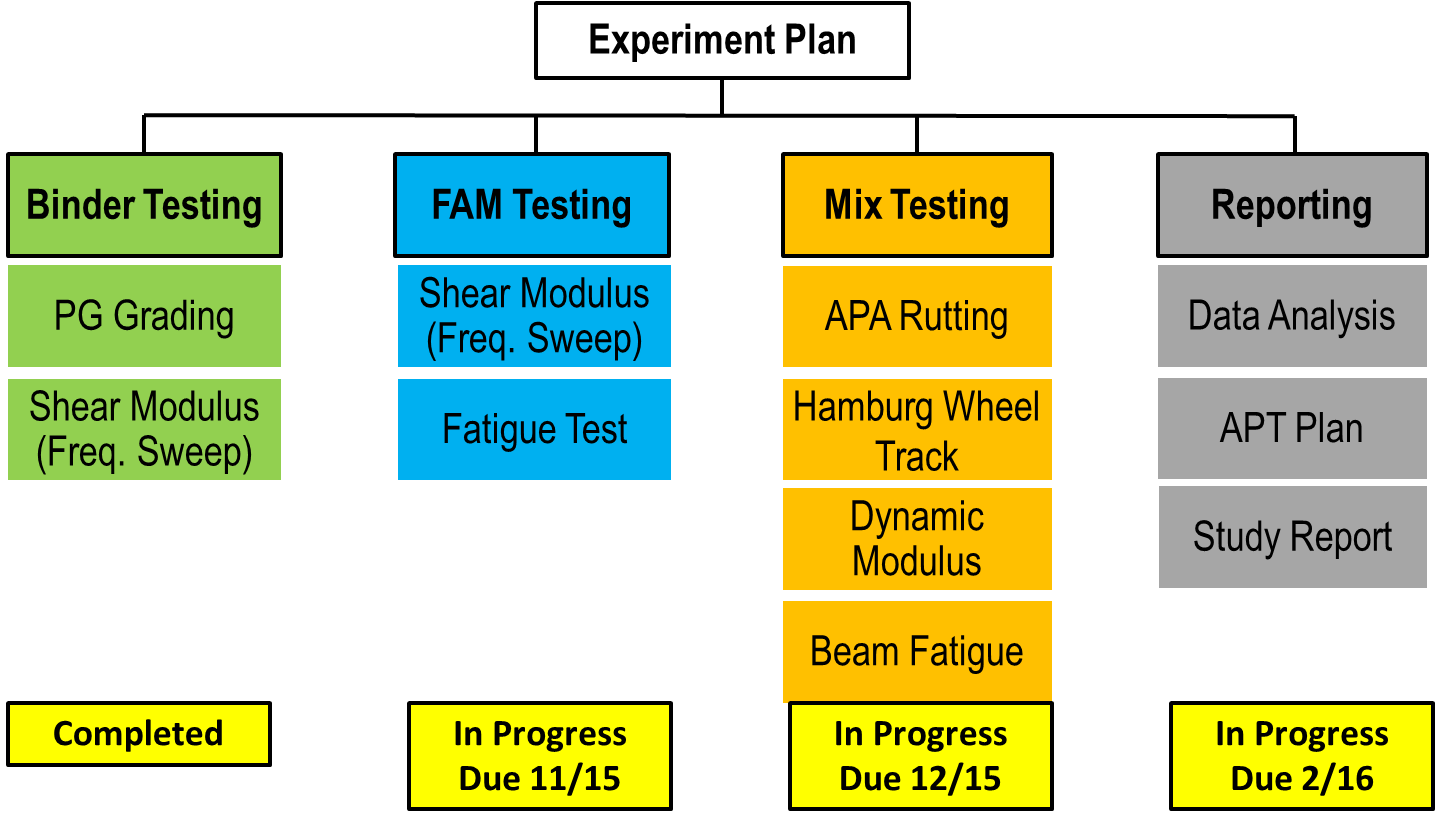 Experiment Plan
Binder Testing
PG Grading
Shear Modulus
(Freq. Sweep)
Completed
FAM Testing
Shear Modulus
(Freq. Sweep)
Fatigue Test
In Progress
Due 11/15
Mix Testing
APA Rutting
Hamburg Wheel
Track
Dynamic
Modulus
Beam Fatigue
In Progress
Due 12/15
Reporting
Data Analysis
APT Plan
Study Report
In Progress
Due 2/16